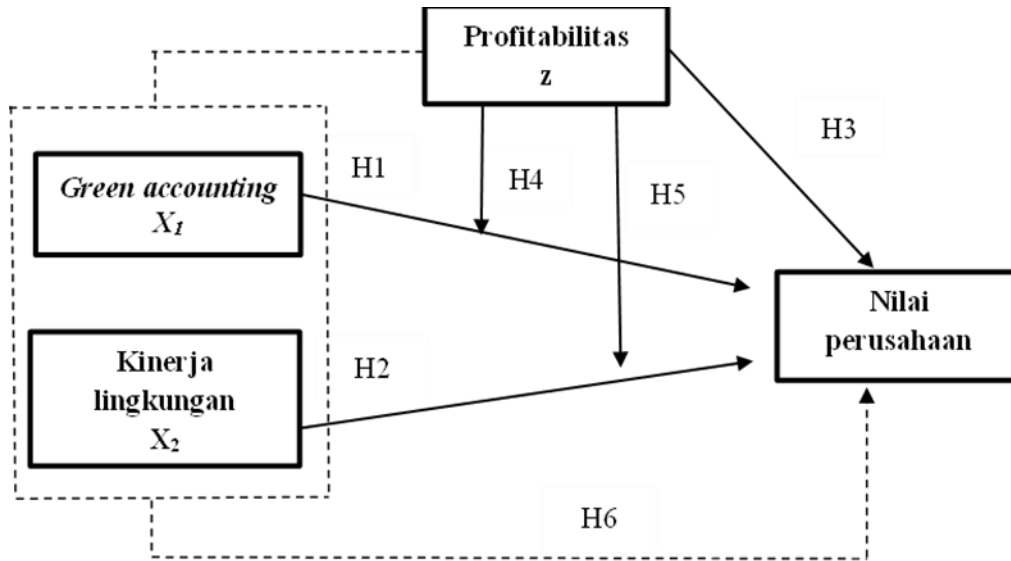 Profitabilitas
z
H3
H1
H4
H5
Green accounting
X₁
Nilai
perusahaan
Kinerja
lingkungan
X₂
H2
H6